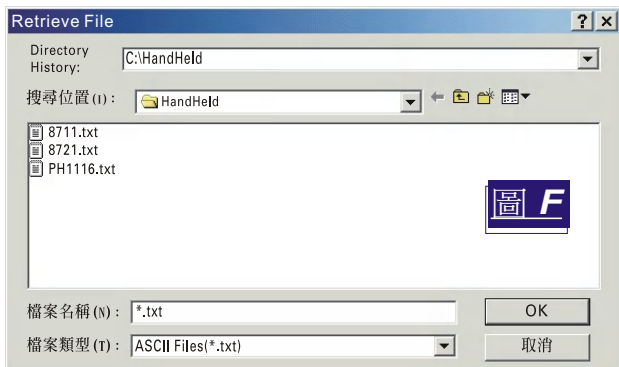 Retrieve File
Directory
History:
C:\HandHeld
搜尋位置(I):
HandHeld
8711.txt
8721.txt
PH1116.txt
圖 F
檔案名稱(N):
*.txt
OK
檔案類型(T):
ASCII Files(*.txt)
取消